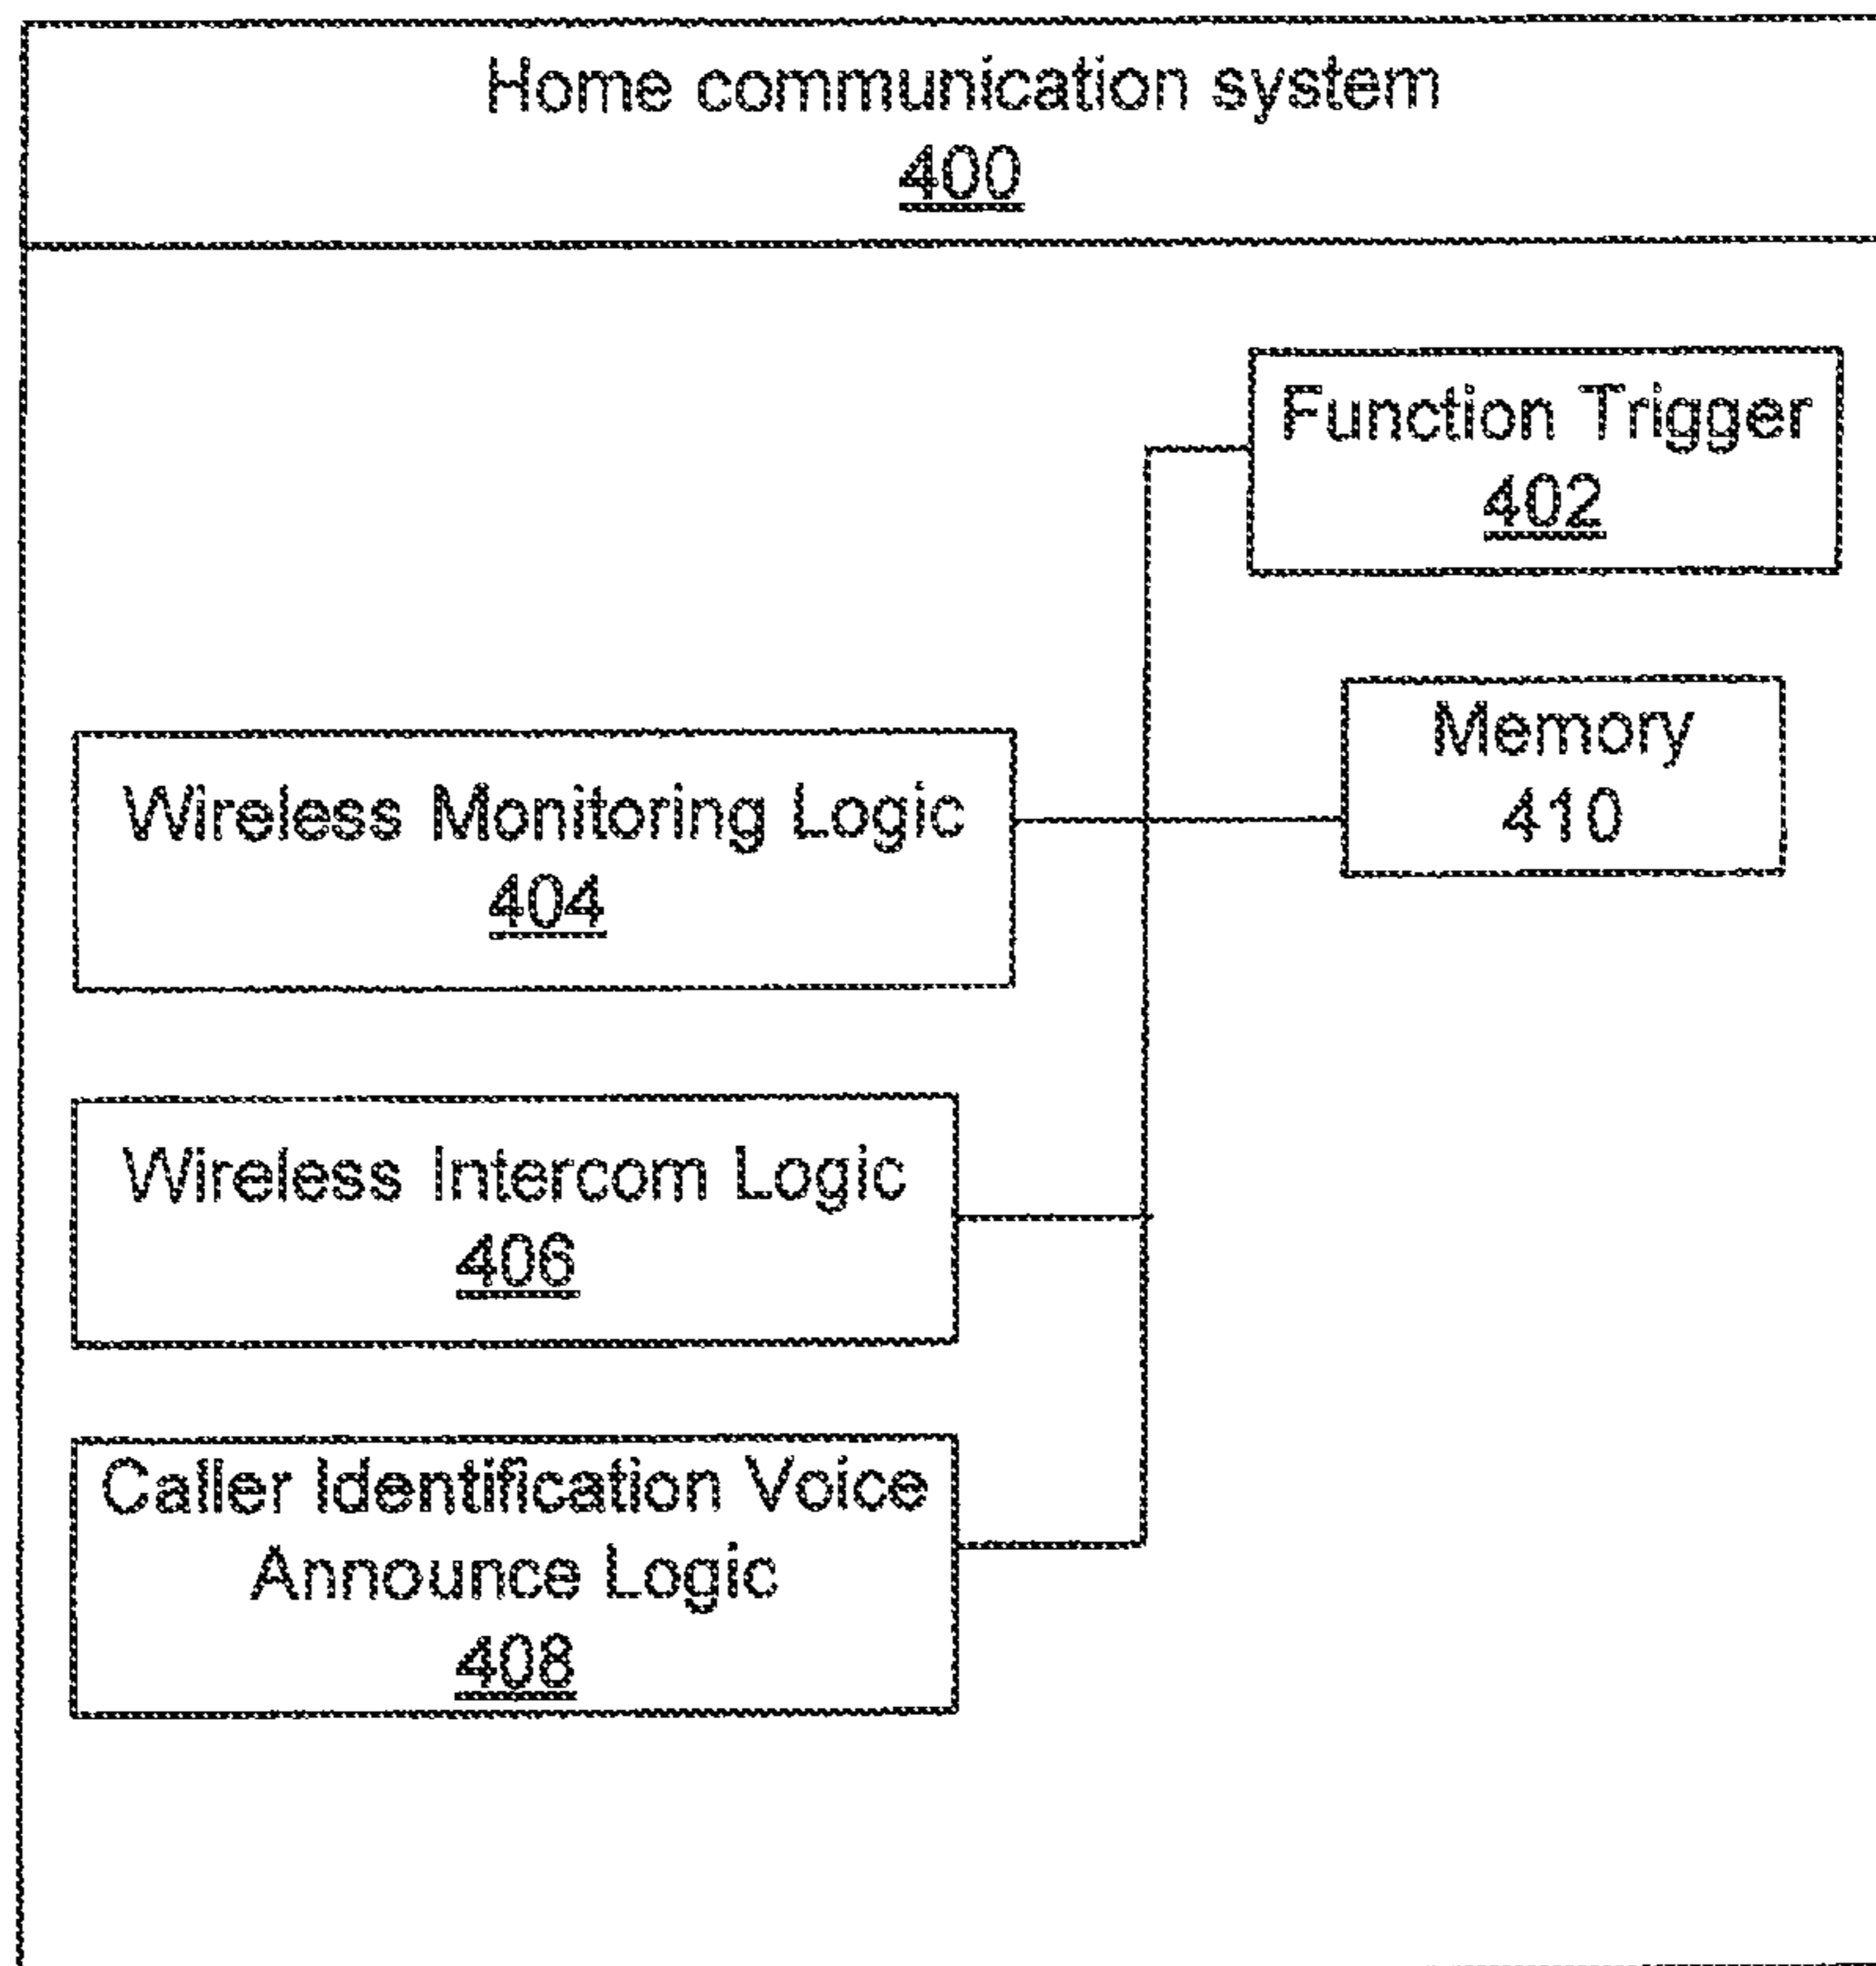 Home communication system
400
Function Trigger
402
Memory
410
Wireless Monitoring Logic
404
Wireless Intercom Logic
406
Caller Identification Voice
Announce Logic
408